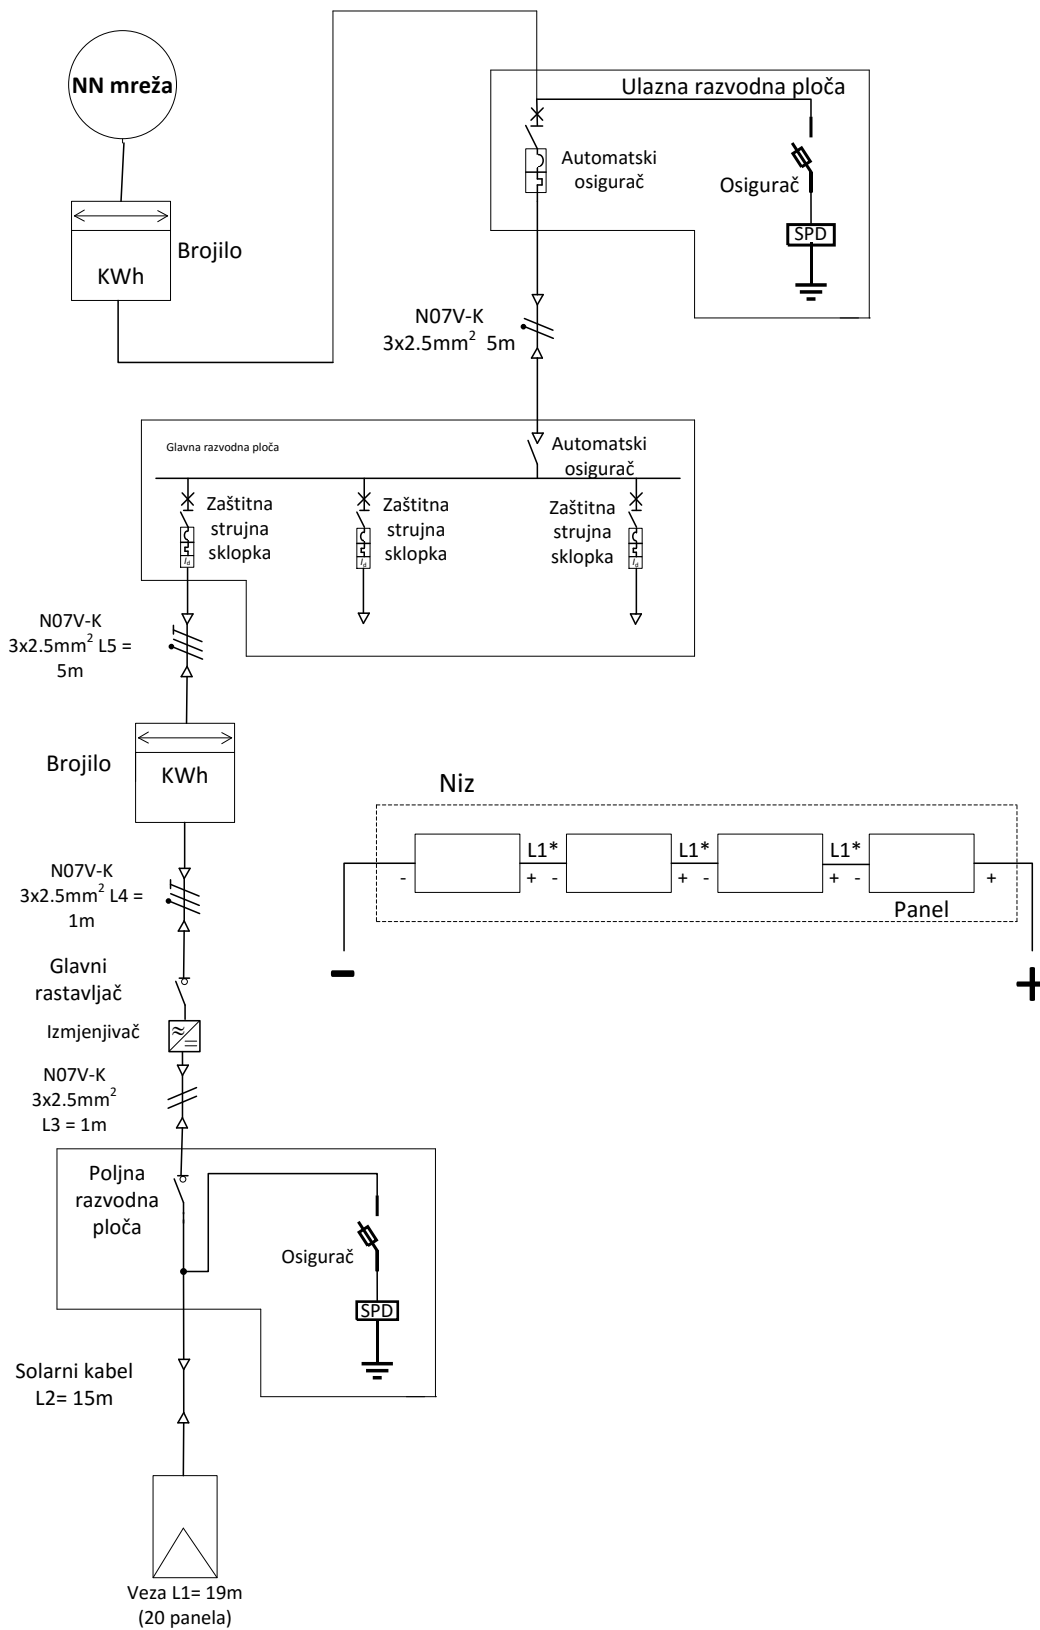 NN mreža
Brojilo
KWh
Ulazna razvodna ploča
Automatski
osigurač
Osigurač
SPD
N07V-K
3x2.5mm² 5m
Glavna razvodna ploča
Automatski
osigurač
Zaštitna
strujna
sklopka
Id
Zaštitna
strujna
sklopka
Id
Zaštitna
strujna
sklopka
Id
N07V-K
3x2.5mm² L5 =
5m
Brojilo
KWh
Niz
L1* L1* L1*
- + - + - + - +
Panel
- +
N07V-K
3x2.5mm² L4 =
1m
Glavni
rastavljač
Izmjenjivač
N07V-K
3x2.5mm²
L3 = 1m
Poljna
razvodna
ploča
Osigurač
SPD
Solarni kabel
L2= 15m
Veza L1= 19m
(20 panela)